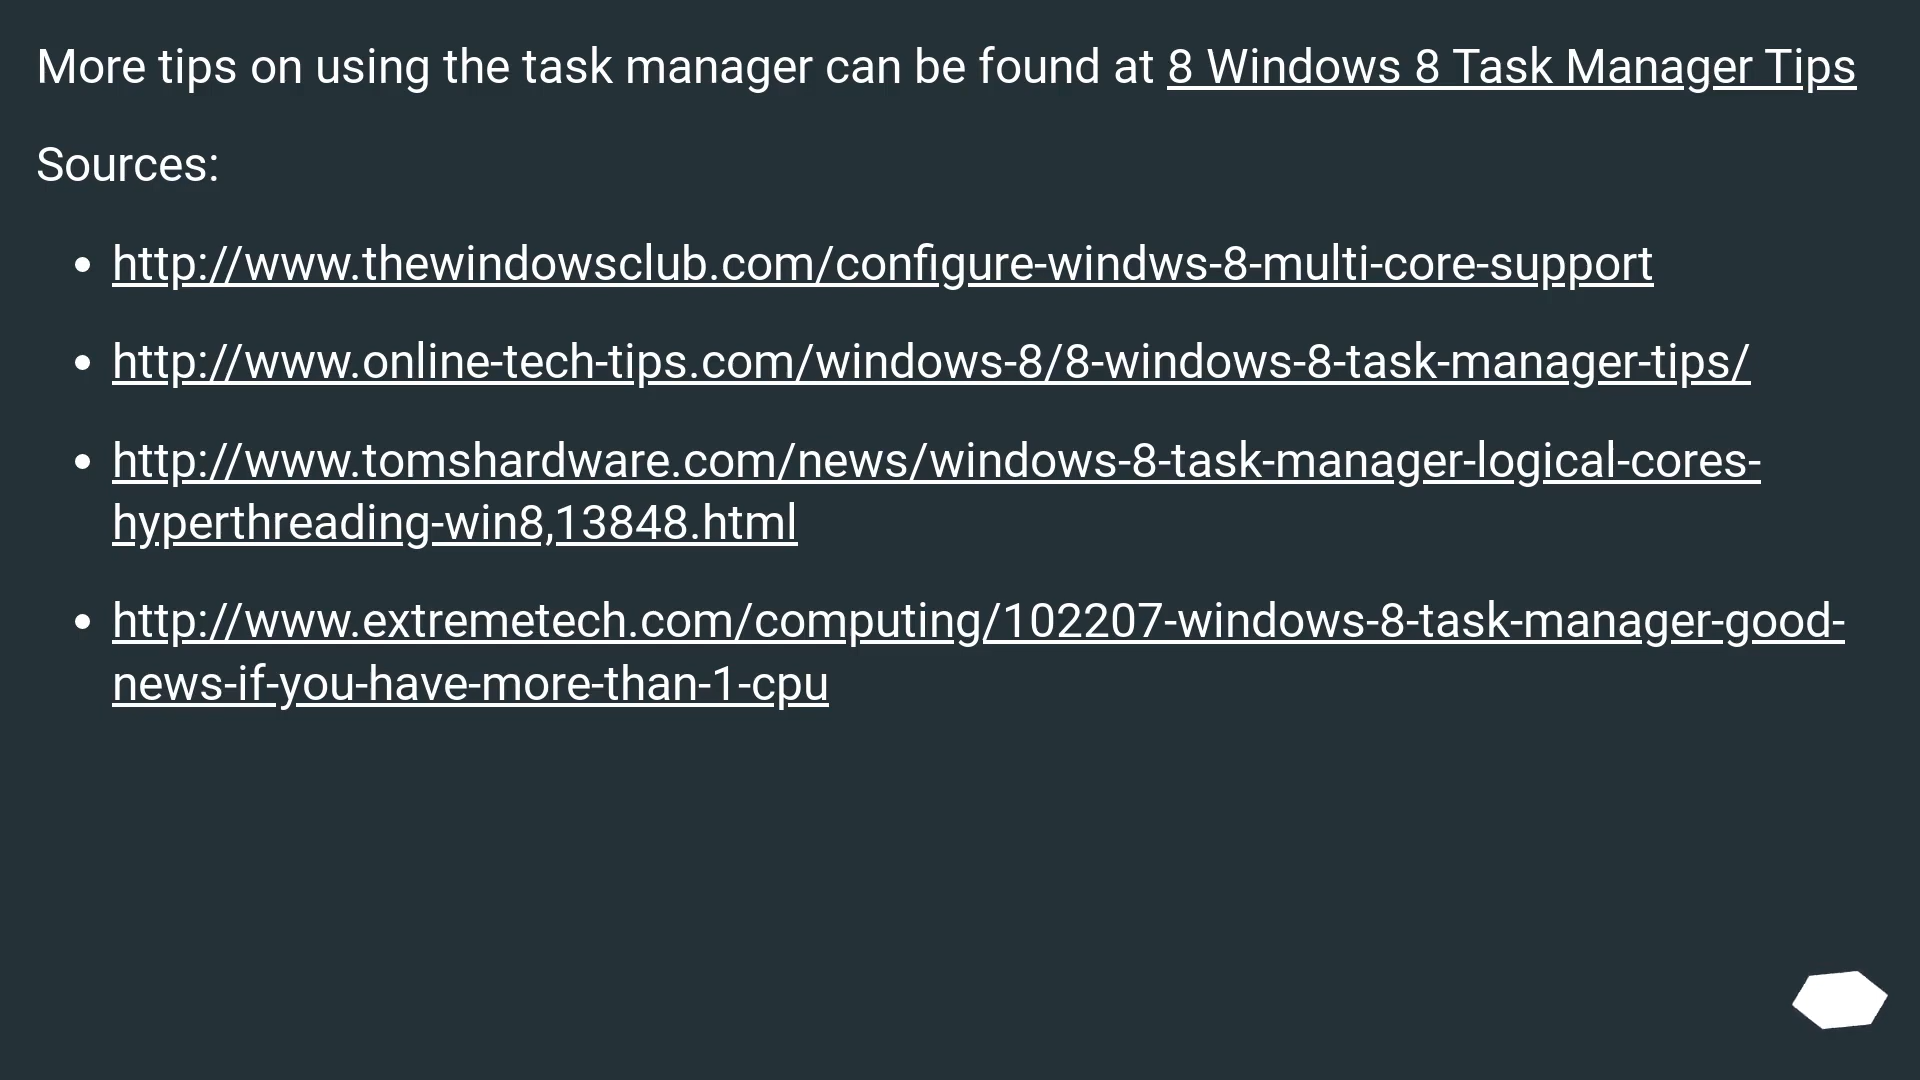 More tips on using the task manager can be found at 8 Windows 8 Task Manager Tips
Sources:
• http://www.thewindowsclub.com/configure-windws-8-multi-core-support
• http://www.online-tech-tips.com/windows-8/8-windows-8-task-manager-tips/
• http://www.tomshardware.com/news/windows-8-task-manager-logical-cores-
hyperthreading-win8,13848.html
• http://www.extremetech.com/computing/102207-windows-8-task-manager-good-
news-if-you-have-more-than-1-cpu